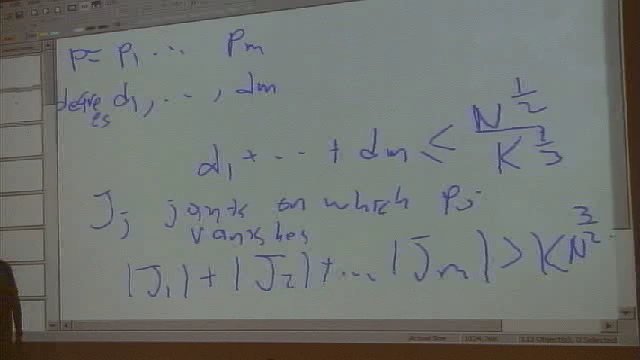 p = p1 ... pm
degrees d1, ..., dm
d1 + ... + dm < N^{1/2} / K^{1/3}
Jj joints on which pj
vanishes
|J1| + |J2| + ... |Jm| > K N^{3/2}